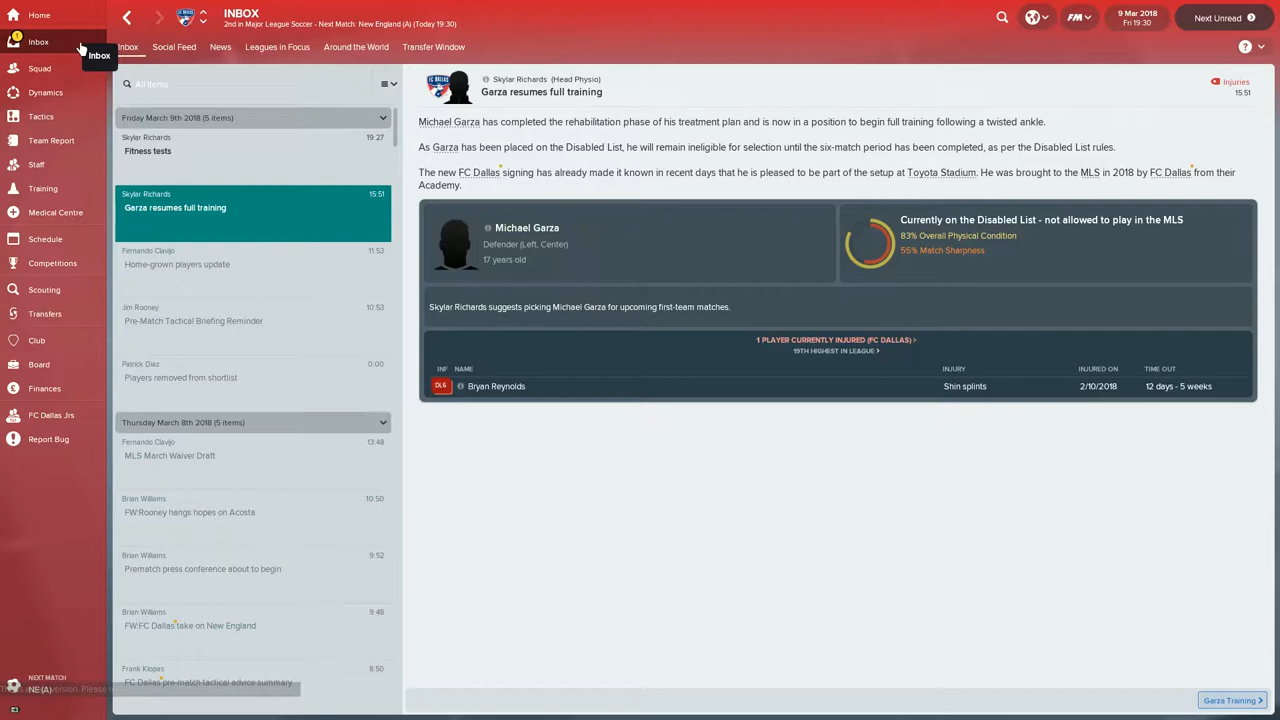 Home
Inbox
Inbox
Squad
Dynamics
Tactics
Team Report
Staff
Training
Medical Centre
Schedule
Competitions
Scouting
Transfers
Club
Board
Finances
FC Dallas Jrs
Report Bug
NEXT MATCH
NE (A)
version. Please
INBOX
2nd in Major League Soccer - Next Match: New England (A) (Today 19:30)
FM
9 Mar 2018
Fri 19:30
Next Unread
Inbox
Social Feed
News
Leagues in Focus
Around the World
Transfer Window
?
All items
Friday March 9th 2018 (5 items)
Skylar Richards 19:27
Fitness tests
Skylar Richards 15:51
Garza resumes full training
Fernando Clavijo 11:53
Home-grown players update
Jim Rooney 10:53
Pre-Match Tactical Briefing Reminder
Patrick Diaz 0:00
Players removed from shortlist
Thursday March 8th 2018 (5 items)
Fernando Clavijo 13:48
MLS March Waiver Draft
Brian Williams 10:50
FW:Rooney hangs hopes on Acosta
Brian Williams 9:52
Prematch press conference about to begin
Brian Williams 9:48
FW:FC Dallas take on New England
Frank Klopas 8:50
FC Dallas pre-match tactical advice summary
Skylar Richards (Head Physio)
Garza resumes full training
Injuries
15:51
Michael Garza has completed the rehabilitation phase of his treatment plan and is now in a position to begin full training following a twisted ankle.
As Garza has been placed on the Disabled List, he will remain ineligible for selection until the six-match period has been completed, as per the Disabled List rules.
The new FC Dallas signing has already made it known in recent days that he is pleased to be part of the setup at Toyota Stadium. He was brought to the MLS in 2018 by FC Dallas from their
Academy.
Michael Garza
Defender (Left, Center)
17 years old
Currently on the Disabled List - not allowed to play in the MLS
83% Overall Physical Condition
55% Match Sharpness
Skylar Richards suggests picking Michael Garza for upcoming first-team matches.
1 PLAYER CURRENTLY INJURED (FC DALLAS) >
19TH HIGHEST IN LEAGUE >
INF NAME INJURY INJURED ON TIME OUT
DLG Bryan Reynolds Shin splints 2/10/2018 12 days - 5 weeks
Garza Training >